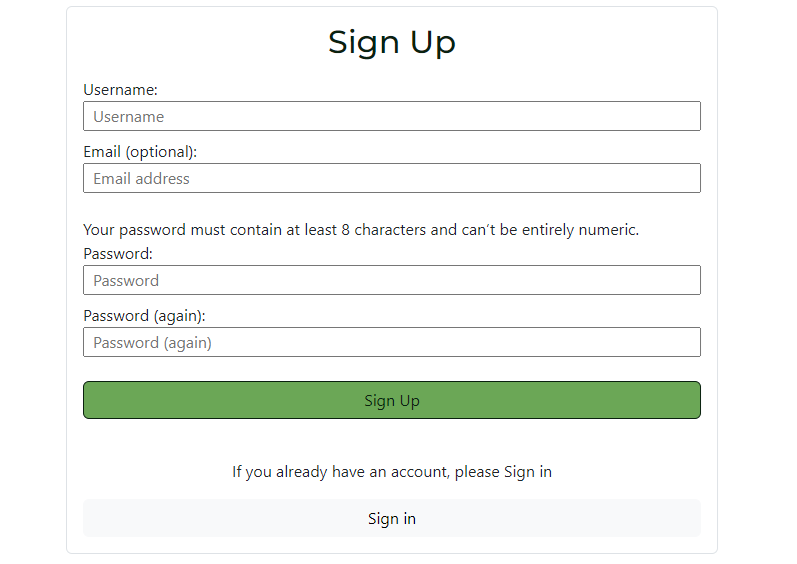 Sign Up
Username:
Username
Email (optional):
Email address
Your password must contain at least 8 characters and can’t be entirely numeric.
Password:
Password
Password (again):
Password (again)
Sign Up
If you already have an account, please Sign in
Sign in